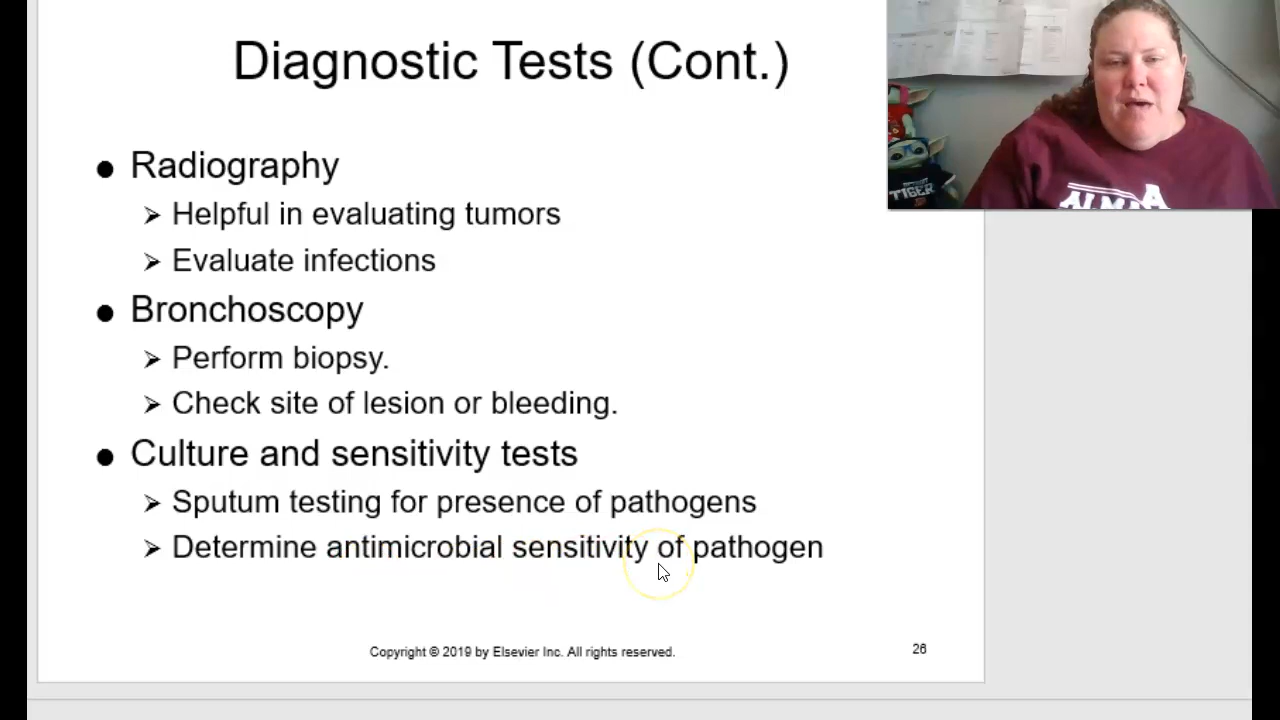 Diagnostic Tests (Cont.)
● Radiography
➢ Helpful in evaluating tumors
➢ Evaluate infections
● Bronchoscopy
➢ Perform biopsy.
➢ Check site of lesion or bleeding.
● Culture and sensitivity tests
➢ Sputum testing for presence of pathogens
➢ Determine antimicrobial sensitivity of pathogen
Copyright © 2019 by Elsevier Inc. All rights reserved.
26
TIGER
ALMA